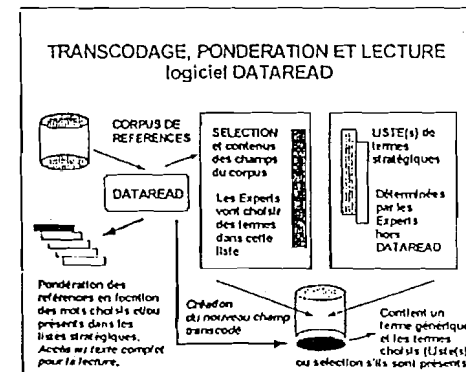 TRANSCODAGE, PONDERATION ET LECTURE
logiciel DATAREAD
CORPUS DE
REFERENCES
DATAREAD
SELECTION
et contenus
des champs
du corpus
Les Experts
vont choisir
des termes
dans cette
liste
LISTE(s) de
termes
stratégiques
Déterminées
par les
Experts
hors
DATAREAD
Pondération des
références en fonction
des mots choisis et/ou
présents dans les
listes stratégiques.
Accès au texte complet
pour la lecture.
Création
du nouveau champ
transcodé
Contient un
terme générique
et les termes
choisis (Liste(s)
ou selection s'ils sont présents